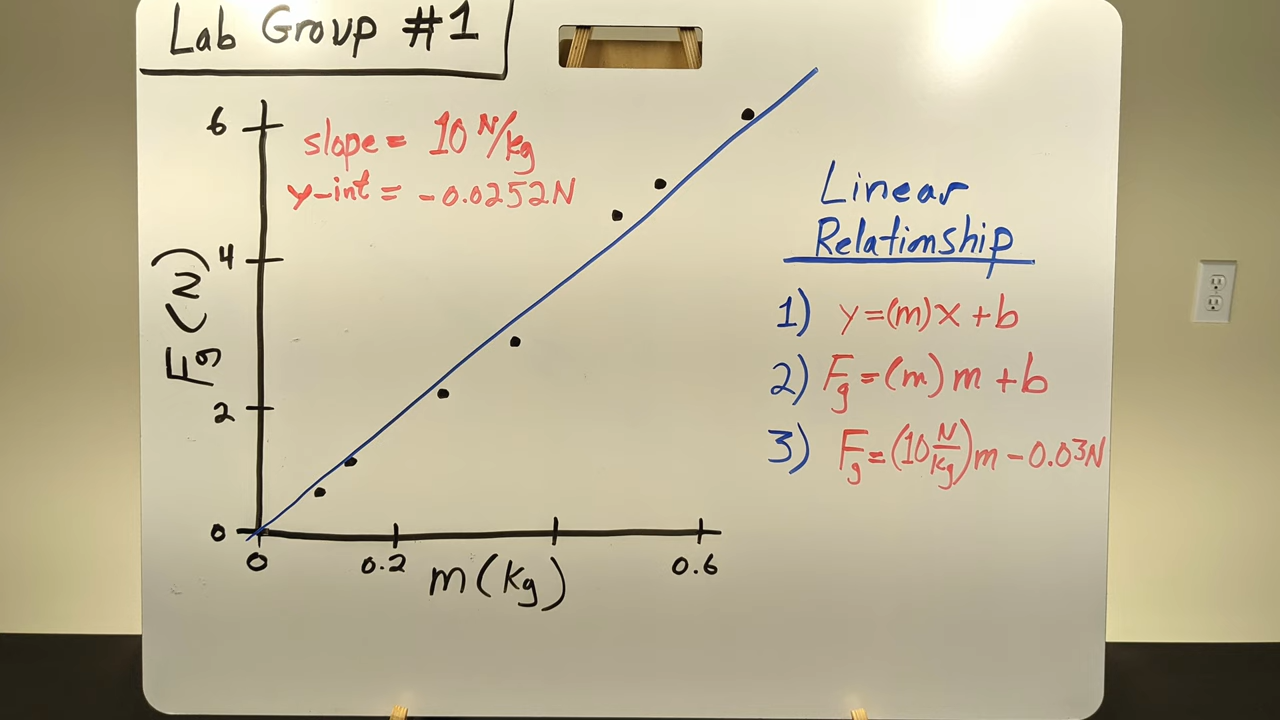 Lab Group #1
6
slope = 10 N/kg
y-int = -0.0252N
4
Fg (N)
2
0
0
0.2
0.6
m (kg)
Linear
Relationship
1) y=(m)x+b
2) Fg=(m)m+b
3) Fg=(10 N/kg)m-0.03N